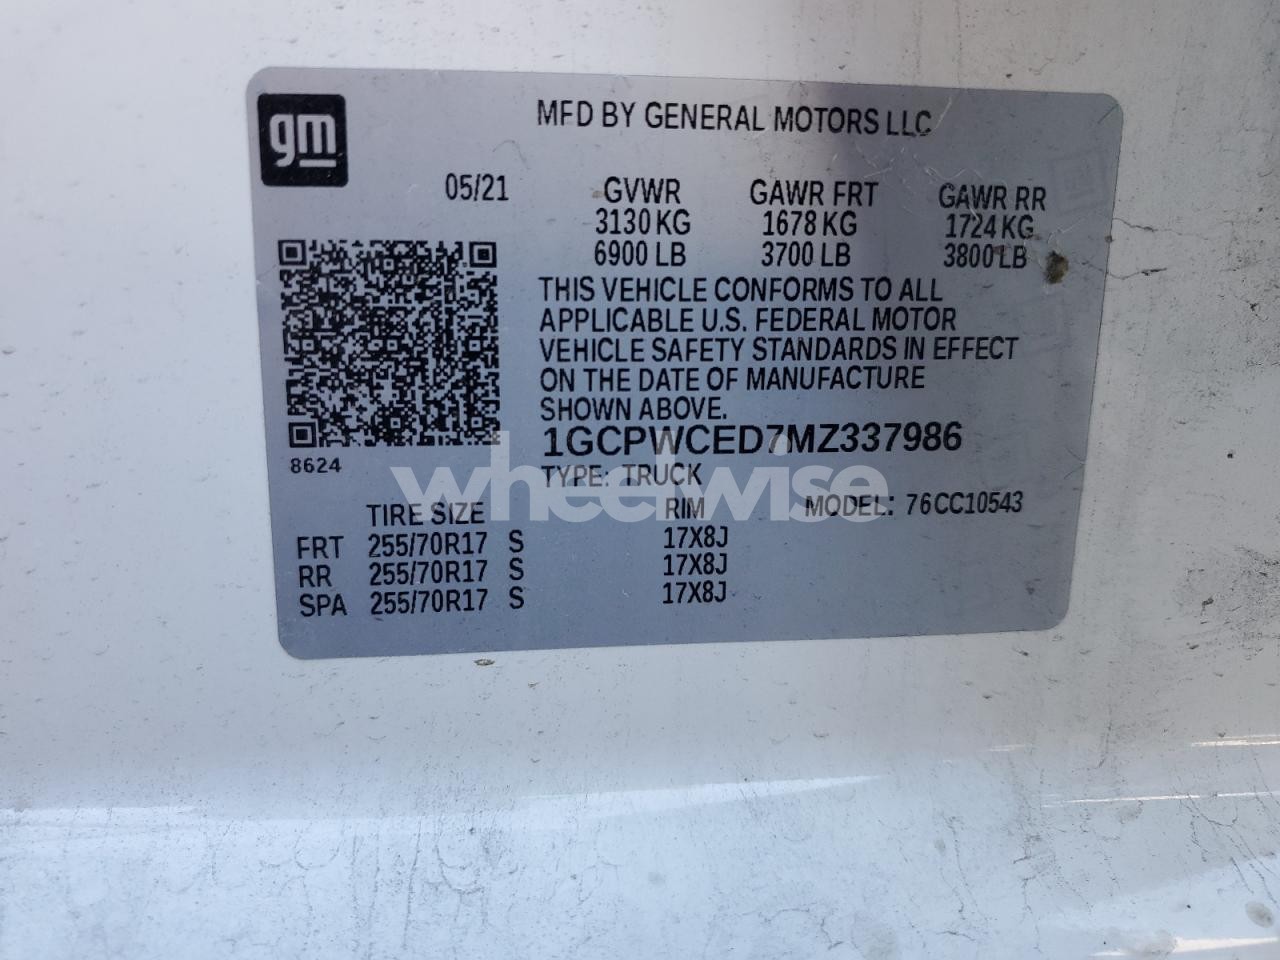 gm
MFD BY GENERAL MOTORS LLC
05/21 GVWR GAWR FRT GAWR RR
3130 KG 1678 KG 1724 KG
6900 LB 3700 LB 3800 LB
THIS VEHICLE CONFORMS TO ALL
APPLICABLE U.S. FEDERAL MOTOR
VEHICLE SAFETY STANDARDS IN EFFECT
ON THE DATE OF MANUFACTURE
SHOWN ABOVE.
1GCPWCED7MZ337986
8624
TYPE: TRUCK
wheelwise
MODEL: 76CC10543
TIRE SIZE RIM
FRT 255/70R17 S 17X8J
RR 255/70R17 S 17X8J
SPA 255/70R17 S 17X8J